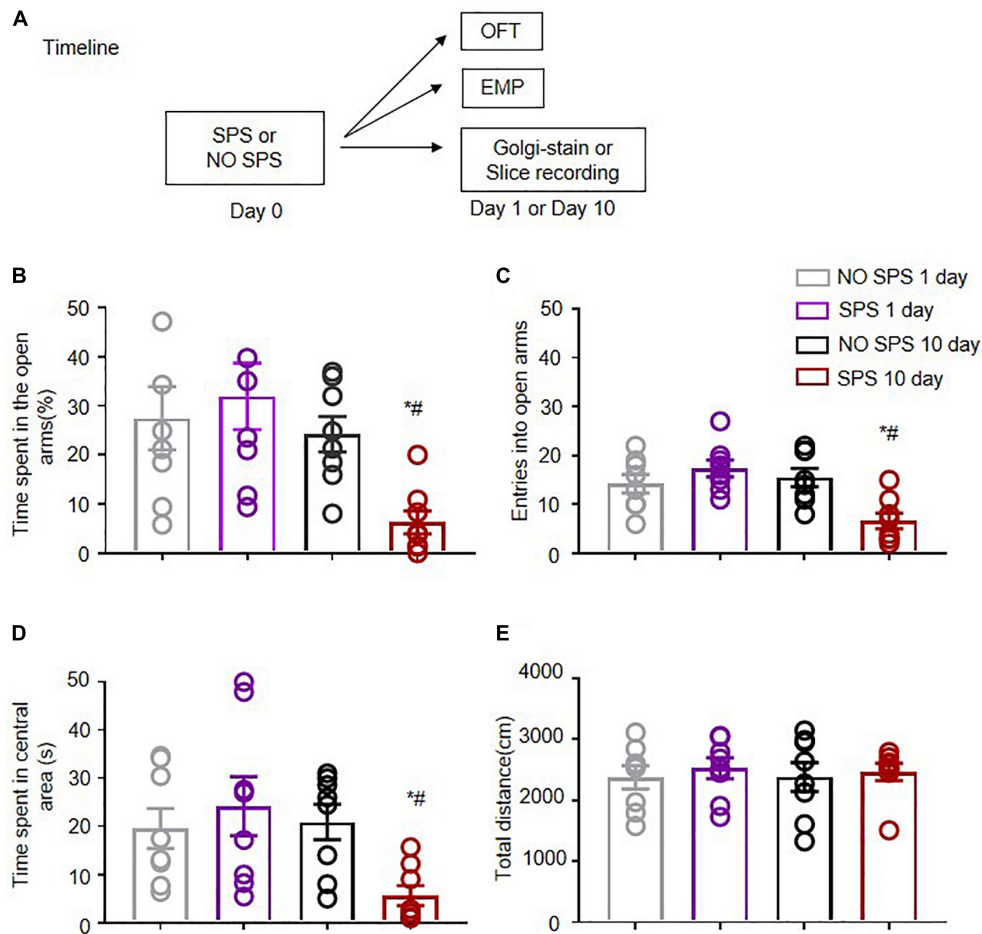 A
Timeline
OFT
EMP
SPS or
NO SPS
Golgi-stain or
Slice recording
Day 0
Day 1 or Day 10
B
Time spent in the open
arms(%)
50
40
30
20
10
0
*#
C
Entries into open arms
50
40
30
20
10
0
*#
NO SPS 1 day
SPS 1 day
NO SPS 10 day
SPS 10 day
D
Time spent in central
area (s)
50
40
30
20
10
0
*#
E
Total distance(cm)
4000
3000
2000
1000
0